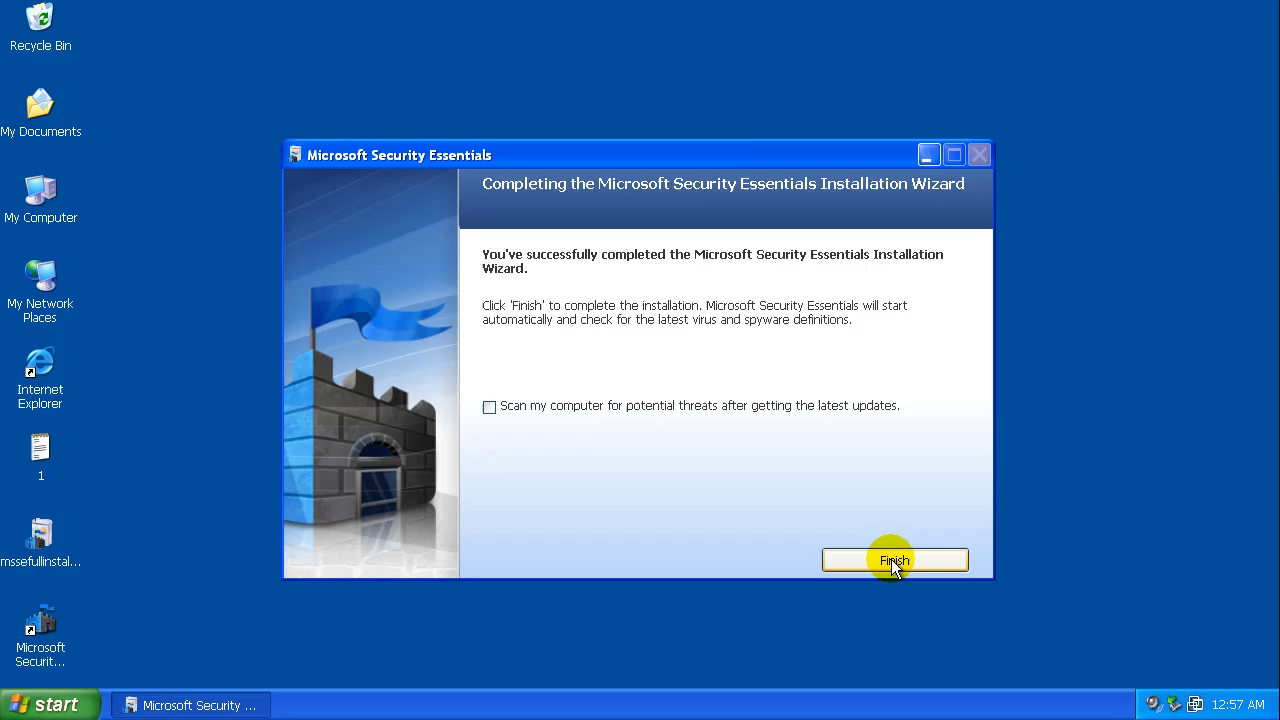 Recycle Bin
My Documents
My Computer
My Network
Places
Internet
Explorer
1
mssefullinstal...
Microsoft
Securit...
Microsoft Security Essentials
Completing the Microsoft Security Essentials Installation Wizard
You've successfully completed the Microsoft Security Essentials Installation
Wizard.
Click 'Finish' to complete the installation. Microsoft Security Essentials will start
automatically and check for the latest virus and spyware definitions.
Scan my computer for potential threats after getting the latest updates.
Finish
start
Microsoft Security ...
12:57 AM